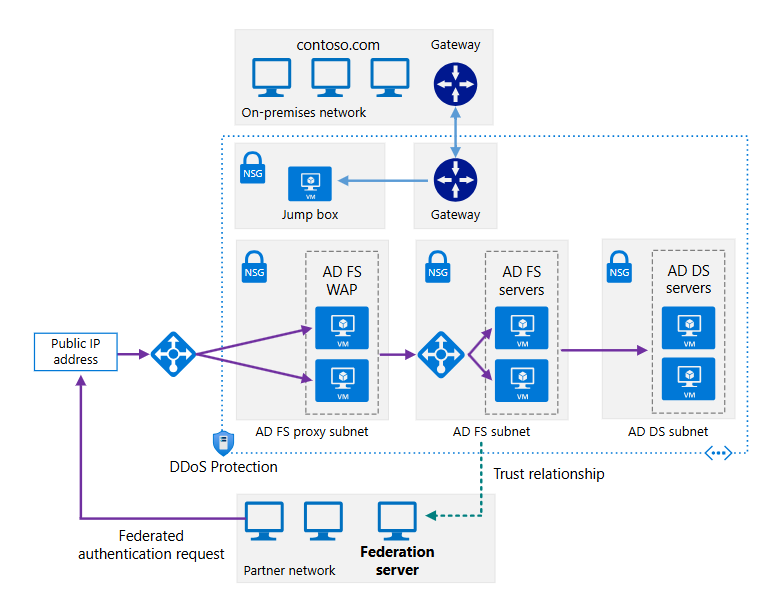 contoso.com
Gateway
On-premises network
NSG
VM
Jump box
Gateway
NSG
AD FS
WAP
VM
VM
AD FS proxy subnet
NSG
AD FS
servers
VM
VM
AD FS subnet
NSG
AD DS
servers
VM
VM
AD DS subnet
Public IP
address
DDoS Protection
Trust relationship
Federated
authentication request
Partner network
Federation
server